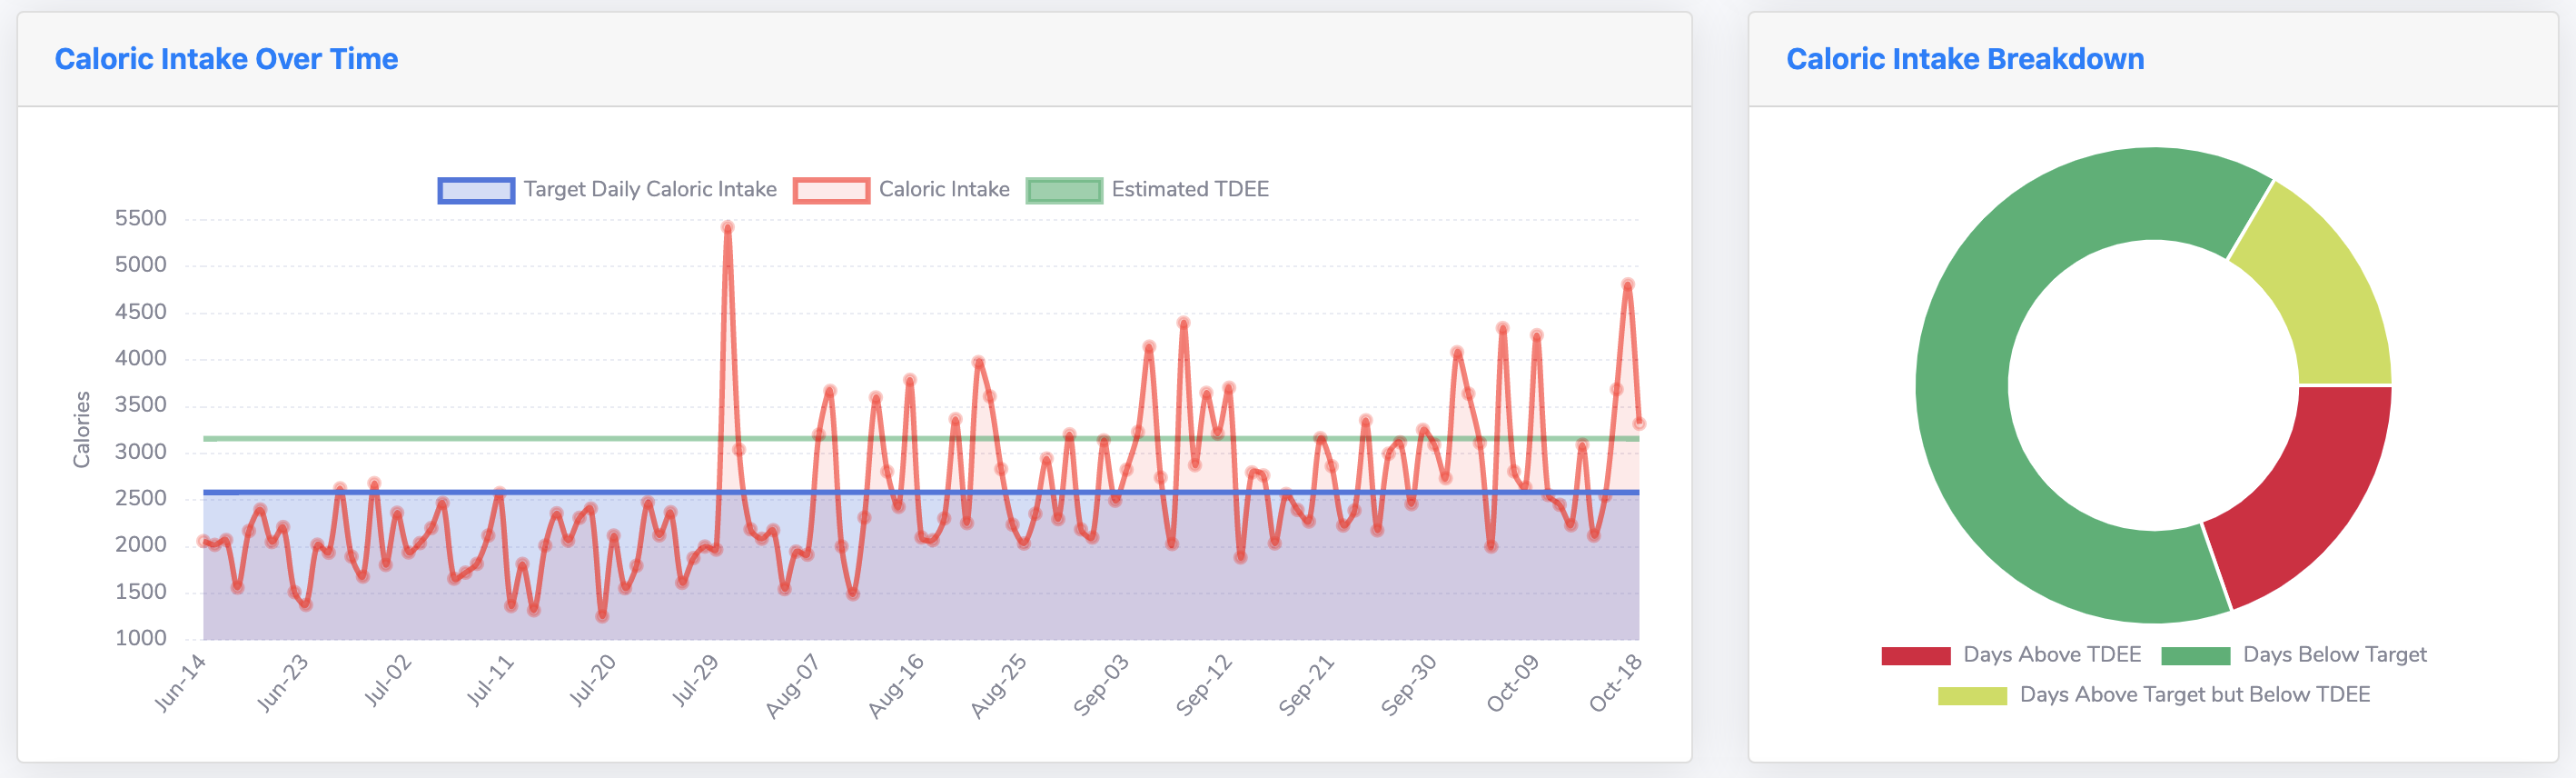 Caloric Intake Over Time
Target Daily Caloric Intake
Caloric Intake
Estimated TDEE
Calories
5500
5000
4500
4000
3500
3000
2500
2000
1500
1000
Jun-14
Jun-23
Jul-02
Jul-11
Jul-20
Jul-29
Aug-07
Aug-16
Aug-25
Sep-03
Sep-12
Sep-21
Sep-30
Oct-09
Oct-18
Caloric Intake Breakdown
Days Above TDEE
Days Below Target
Days Above Target but Below TDEE